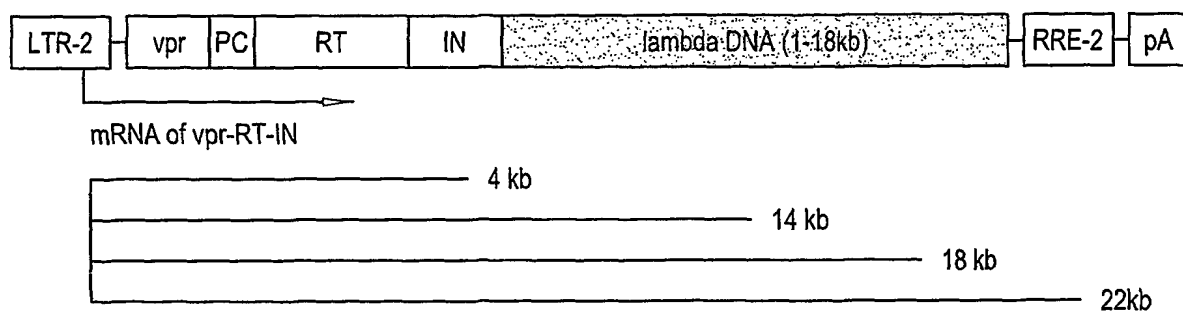 LTR-2 vpr PC RT IN lambda DNA (1-18kb) RRE-2 pA
mRNA of vpr-RT-IN
4 kb
14 kb
18 kb
22kb